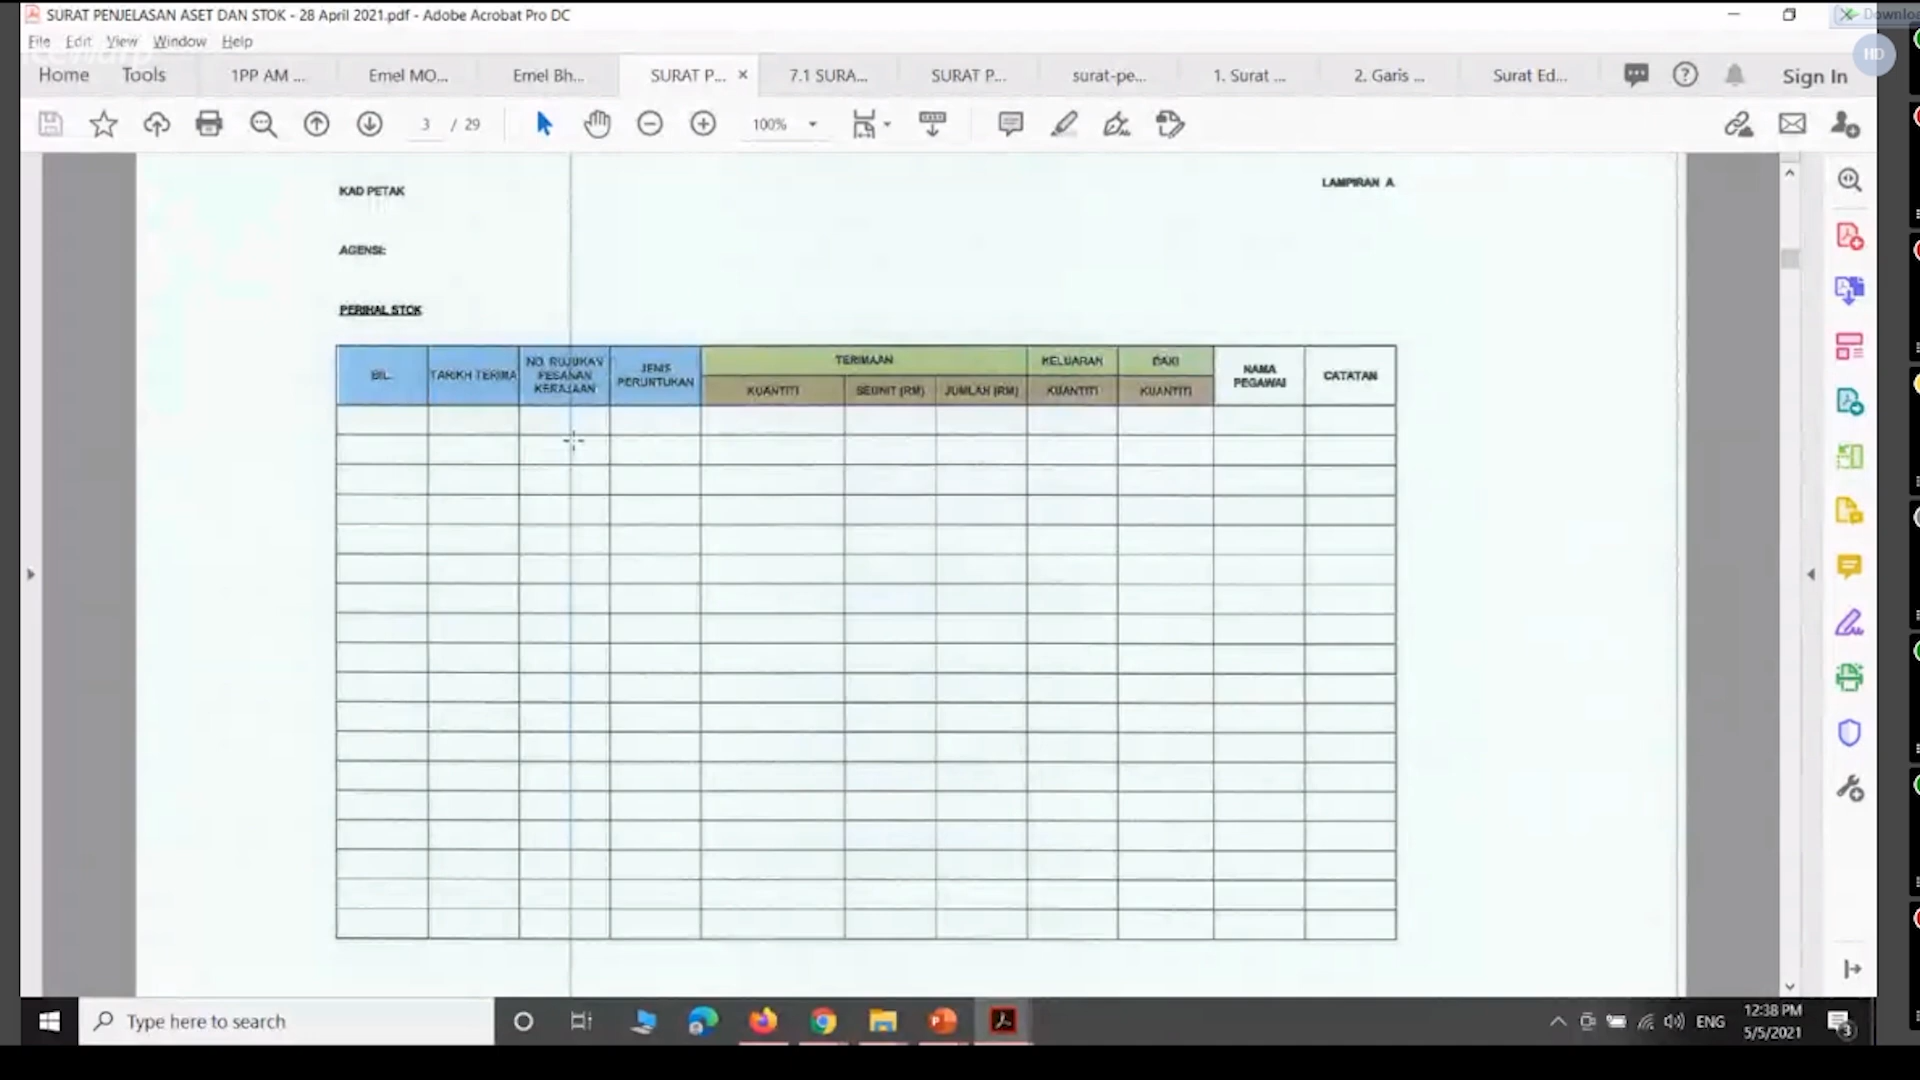 SURAT PENJELASAN ASET DAN STOK - 28 April 2021.pdf - Adobe Acrobat Pro DC
File Edit View Window Help
Home Tools 1PP AM ... Emel MO... Emel Bh... SURAT P... × 7.1 SURA... SURAT P... surat-pe... 1. Surat ... 2. Garis ... Surat Ed... Sign In
HD
3 / 29 100%
KAD PETAK
LAMPIRAN A
AGENSI:
PERIHAL STOK
BIL
TARIKH TERIMA
NO. RUJUKAN
PESANAN
KERAJAAN
JENIS
PERUNTUKAN
TERIMAAN
KELUARAN
BAKI
NAMA
PEGAWAI
CATATAN
KUANTITI
SEUNIT (RM)
JUMLAH (RM)
KUANTITI
KUANTITI
Type here to search
ENG
12:38 PM
5/5/2021
3